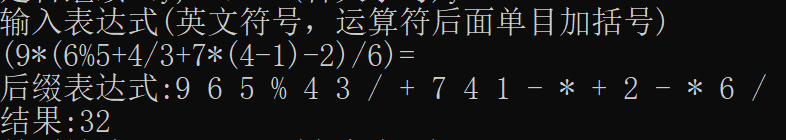 输入表达式(英文符号，运算符后面单目加括号)
(9*(6%5+4/3+7*(4-1)-2)/6)=
后缀表达式:9 6 5 % 4 3 / + 7 4 1 - * + 2 - * 6 /
结果:32